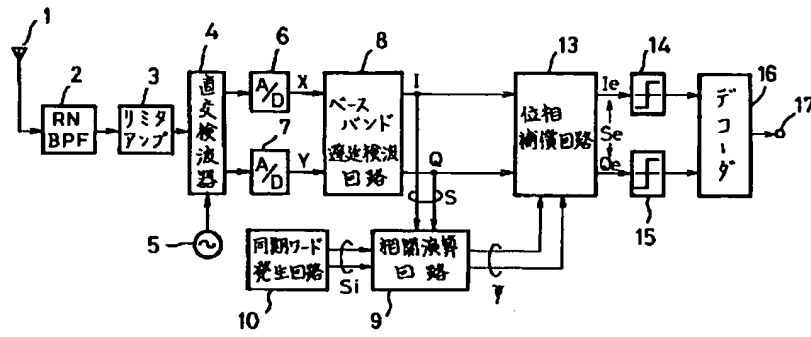 1
2
RN
BPF
3
リミタ
アンプ
4
直交検波器
5
6
A/D
X
7
A/D
Y
8
ベース
バンド
遅延検波
回路
I
Q
S
同期ワード
発生回路
10
Si
相関演算
回路
9
γ
13
位相
補償回路
Ie
Se
Qe
14
15
デコーダ
16
17